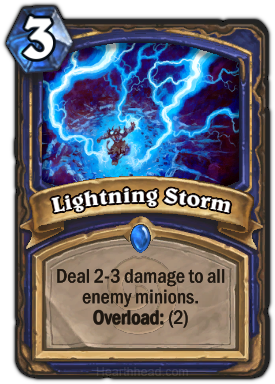 3
Lightning Storm
Deal 2-3 damage to all
enemy minions.
Overload: (2)
Hearthhead.com